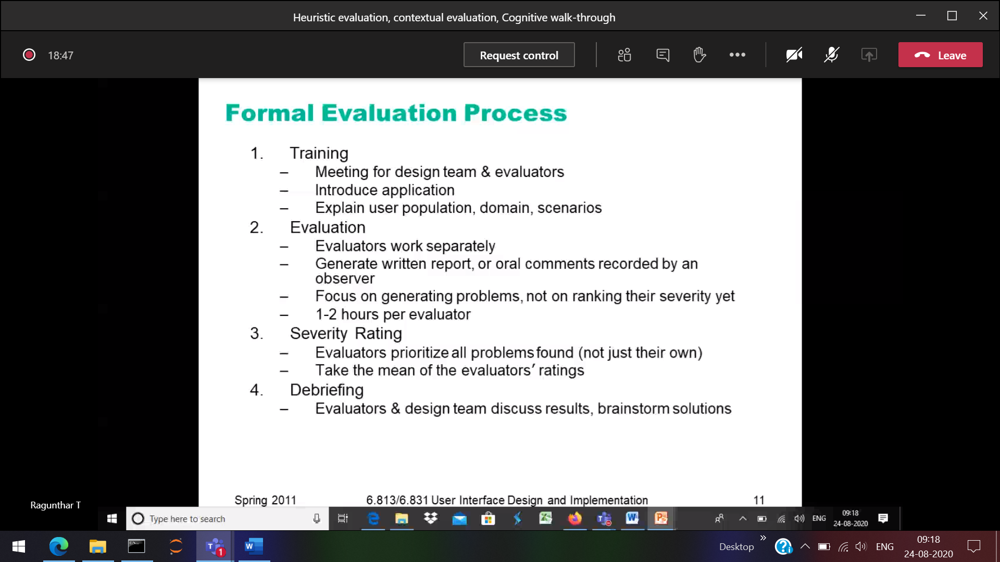 Heuristic evaluation, contextual evaluation, Cognitive walk-through
18:47
Request control
Leave
Formal Evaluation Process
1. Training
– Meeting for design team & evaluators
– Introduce application
– Explain user population, domain, scenarios
2. Evaluation
– Evaluators work separately
– Generate written report, or oral comments recorded by an
observer
– Focus on generating problems, not on ranking their severity yet
– 1-2 hours per evaluator
3. Severity Rating
– Evaluators prioritize all problems found (not just their own)
– Take the mean of the evaluators’ ratings
4. Debriefing
– Evaluators & design team discuss results, brainstorm solutions
Spring 2011 6.813/6.831 User Interface Design and Implementation 11
Ragunthar T
Type here to search
ENG
09:18
24-08-2020
Desktop
ENG
09:18
24-08-2020